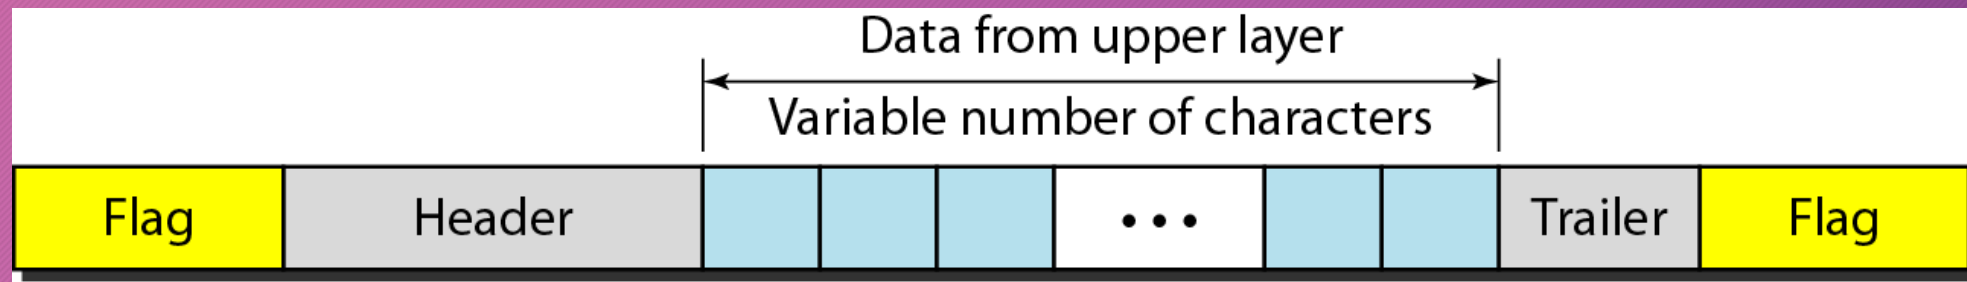 Data from upper layer
Variable number of characters
Flag Header ••• Trailer Flag